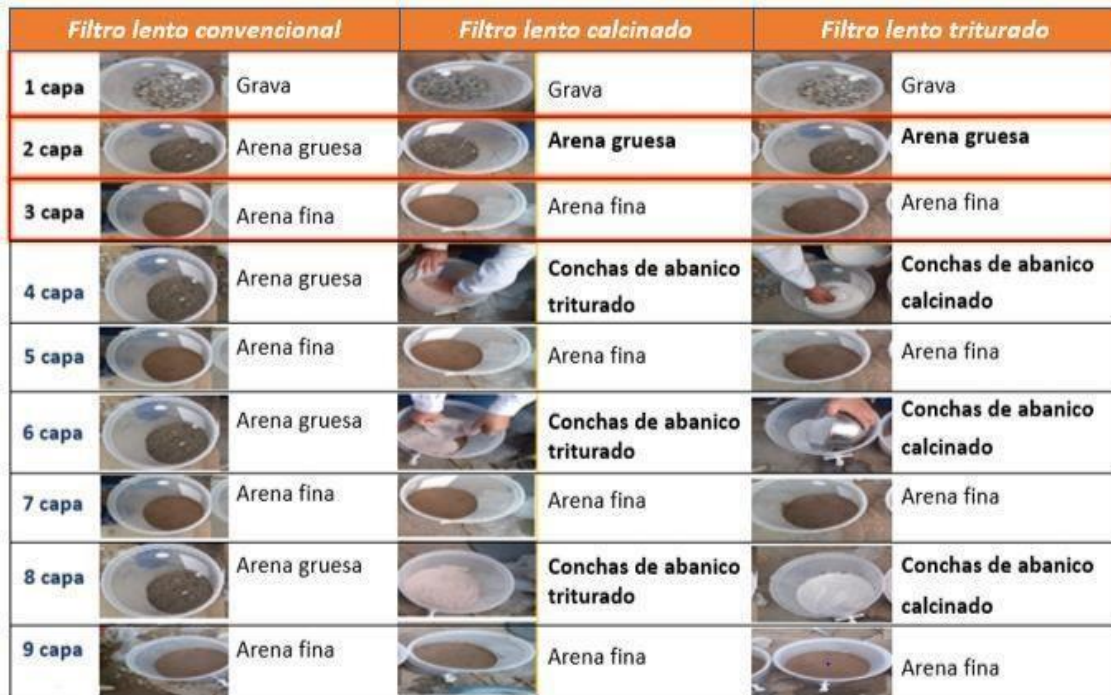 Filtro lento convencional Filtro lento calcinado Filtro lento triturado
1 capa Grava Grava Grava
2 capa Arena gruesa Arena gruesa Arena gruesa
3 capa Arena fina Arena fina Arena fina
4 capa Arena gruesa Conchas de abanico Conchas de abanico
triturado calcinado
5 capa Arena fina Arena fina Arena fina
6 capa Arena gruesa Conchas de abanico Conchas de abanico
triturado calcinado
7 capa Arena fina Arena fina Arena fina
8 capa Arena gruesa Conchas de abanico Conchas de abanico
triturado calcinado
9 capa Arena fina Arena fina Arena fina